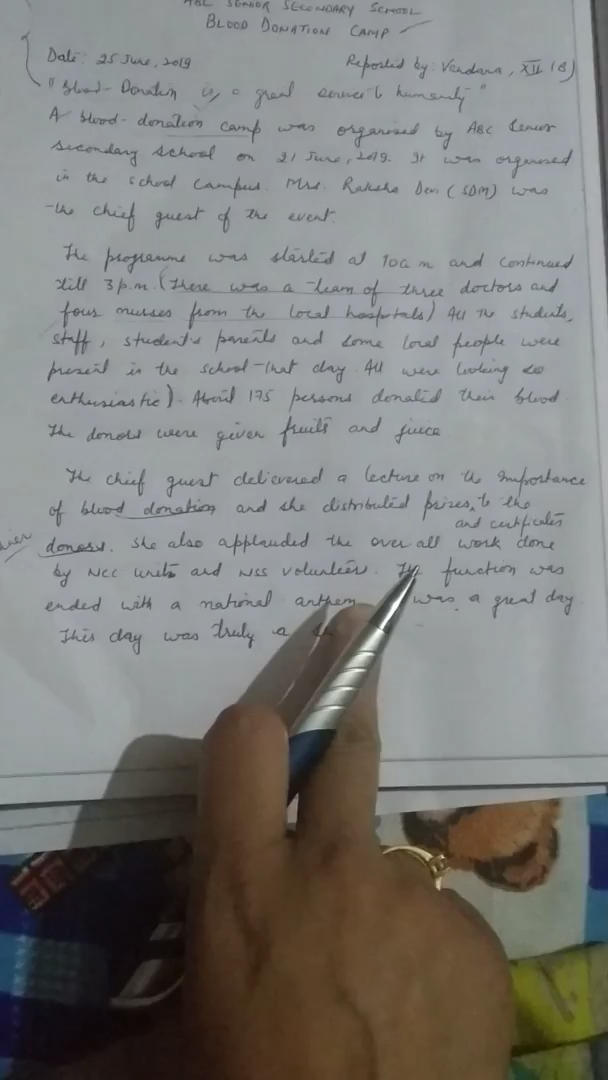 ABC SENIOR SECONDARY SCHOOL
BLOOD DONATION CAMP
Date: 25 June, 2019 Reported by: Vandana, XII (B)
"Blood-Donation is a great service to humanity"
A blood-donation camp was organised by ABC Senior
Secondary School on 21 June, 2019. It was organised
in the school campus. Mrs. Raksha Devi (SDM) was
the chief guest of the event.
The programme was started at 10a.m and continued
till 3p.m. (There was a team of three doctors and
four nurses from the local hospitals) All the students,
staff, student's parents and some local people were
present in the school that day. All were looking so
enthusiastic). About 175 persons donated their blood.
The donors were given fruits and juice
The chief guest delivered a lecture on the importance
of blood donation and she distributed prizes, to the
and certificates
donors. She also applauded the over all work done
by NCC units and NSS volunteers. The function was
ended with a national anthem was a great day.
This day was truly a